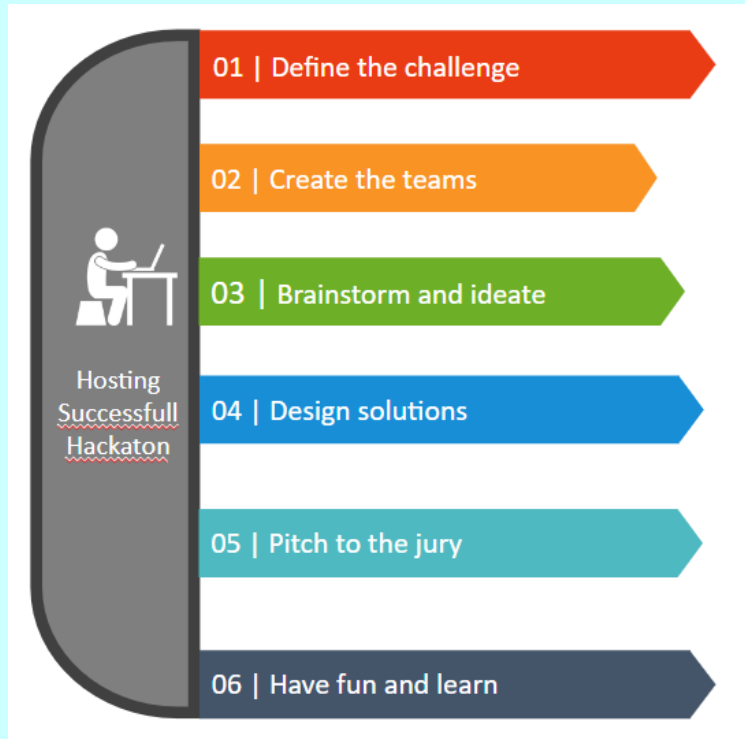 01 | Define the challenge
02 | Create the teams
03 | Brainstorm and ideate
Hosting
Successfull
Hackaton
04 | Design solutions
05 | Pitch to the jury
06 | Have fun and learn